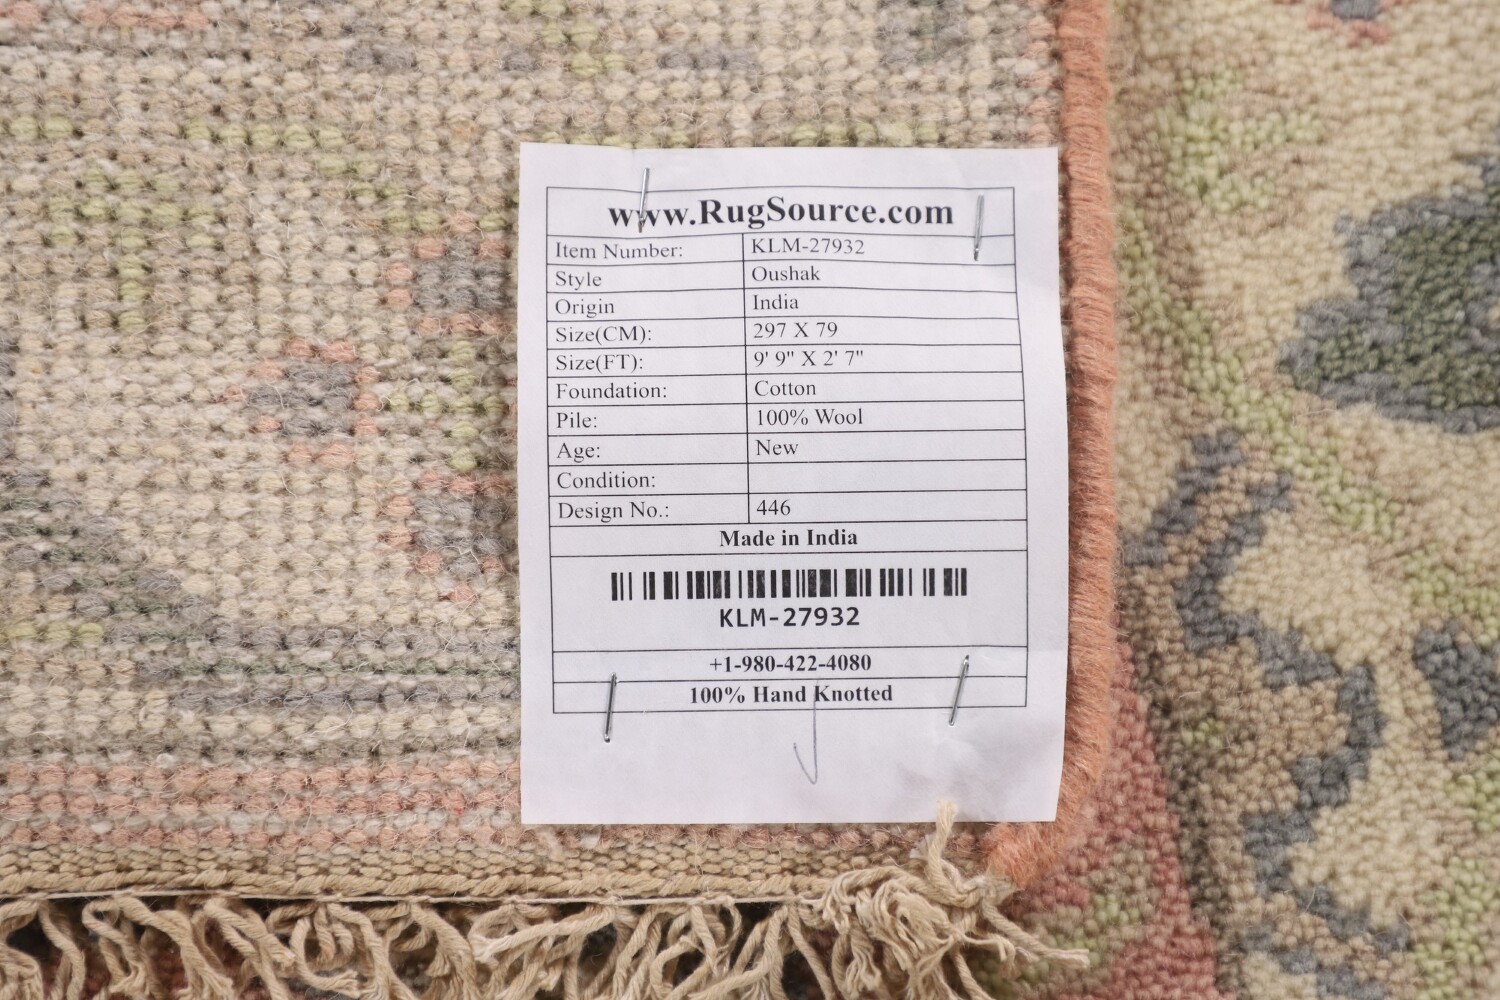 www.RugSource.com
Item Number: KLM-27932
Style Oushak
Origin India
Size(CM): 297 X 79
Size(FT): 9' 9" X 2' 7"
Foundation: Cotton
Pile: 100% Wool
Age: New
Condition:
Design No.: 446
Made in India
KLM-27932
+1-980-422-4080
100% Hand Knotted